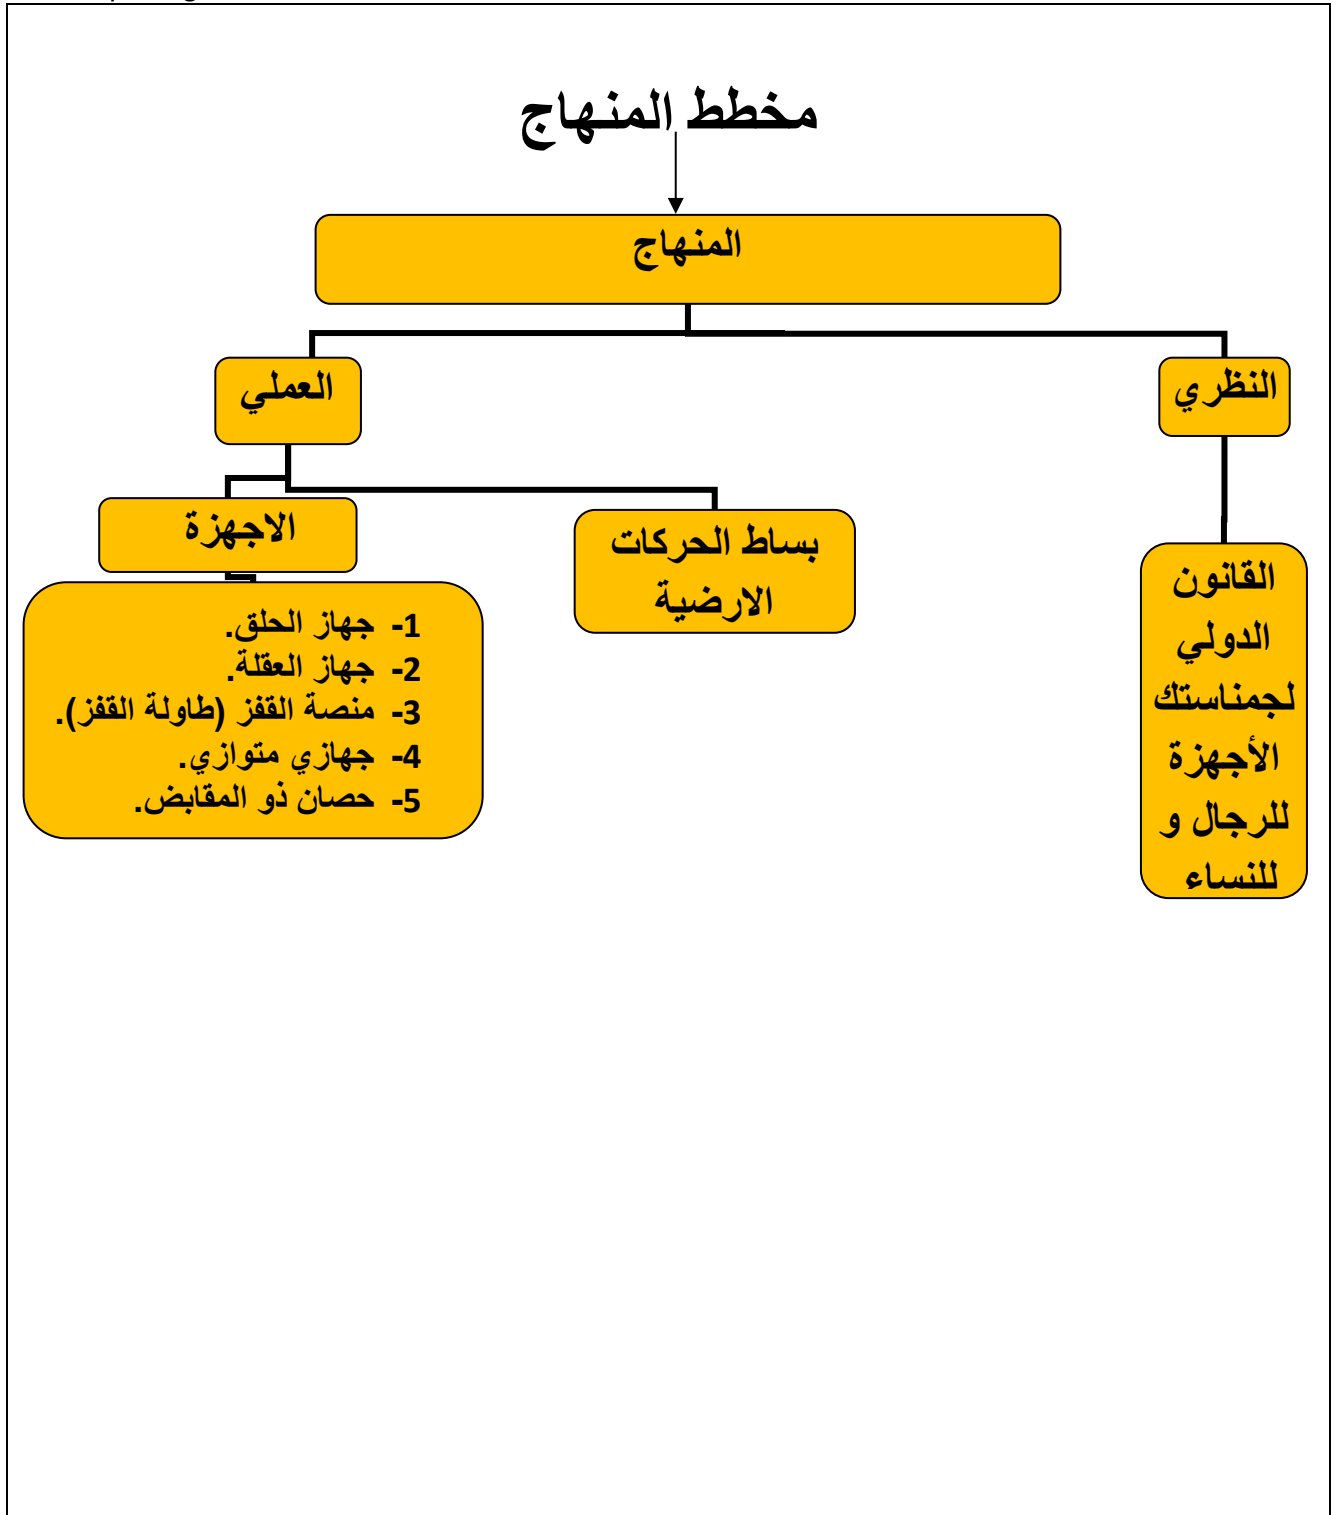 مخطط المنهاج
المنهاج
النظري
العملي
القانون
الدولي
لجمناستك
الأجهزة
للرجال و
للنساء
بساط الحركات
الارضية
الاجهزة
1- جهاز الحلق.
2- جهاز العقلة.
3- منصة القفز (طاولة القفز).
4- جهازي متوازي.
5- حصان ذو المقابض.